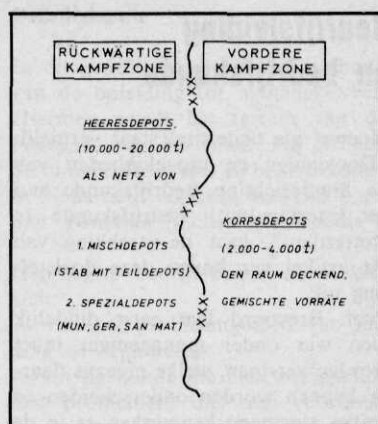 RÜCKWÄRTIGE
KAMPFZONE
VORDERE
KAMPFZONE
HEERESDEPOTS,
(10.000-20.000 t)
ALS NETZ VON
1. MISCHDEPOTS
(STAB MIT TEILDEPOTS)
2. SPEZIALDEPOTS
(MUN, GER, SAN MAT)
KORPSDEPOTS
(2.000-4.000 t)
DEN RAUM DECKEND,
GEMISCHTE VORRÄTE